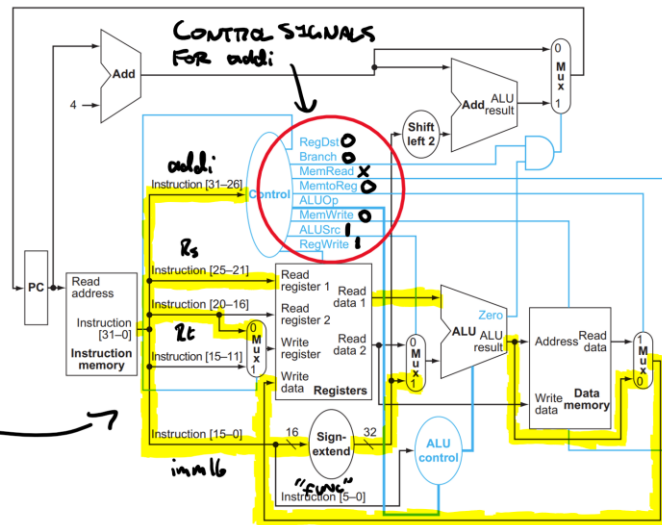 CONTROL SIGNALS
FOR addi
Add
4
0
Mux
1
Add ALU
result
Shift
left 2
RegDst 0
Branch 0
MemRead X
MemtoReg 0
ALUOp
MemWrite 0
ALUSrc 1
RegWrite 1
Control
addi
Instruction [31–26]
Rs
Instruction [25–21]
Instruction [20–16]
Rt
Instruction [15–11]
PC
Read
address
Instruction
[31–0]
Instruction
memory
0
Mux
1
Read
register 1
Read
register 2
Write
register
Write
data
Read
data 1
Read
data 2
Registers
0
Mux
1
Zero
ALU ALU
result
Address
Read
data
Write
data
Data
memory
1
Mux
0
Instruction [15–0]
imm16
16
Sign-
extend
32
"func"
Instruction [5–0]
ALU
control